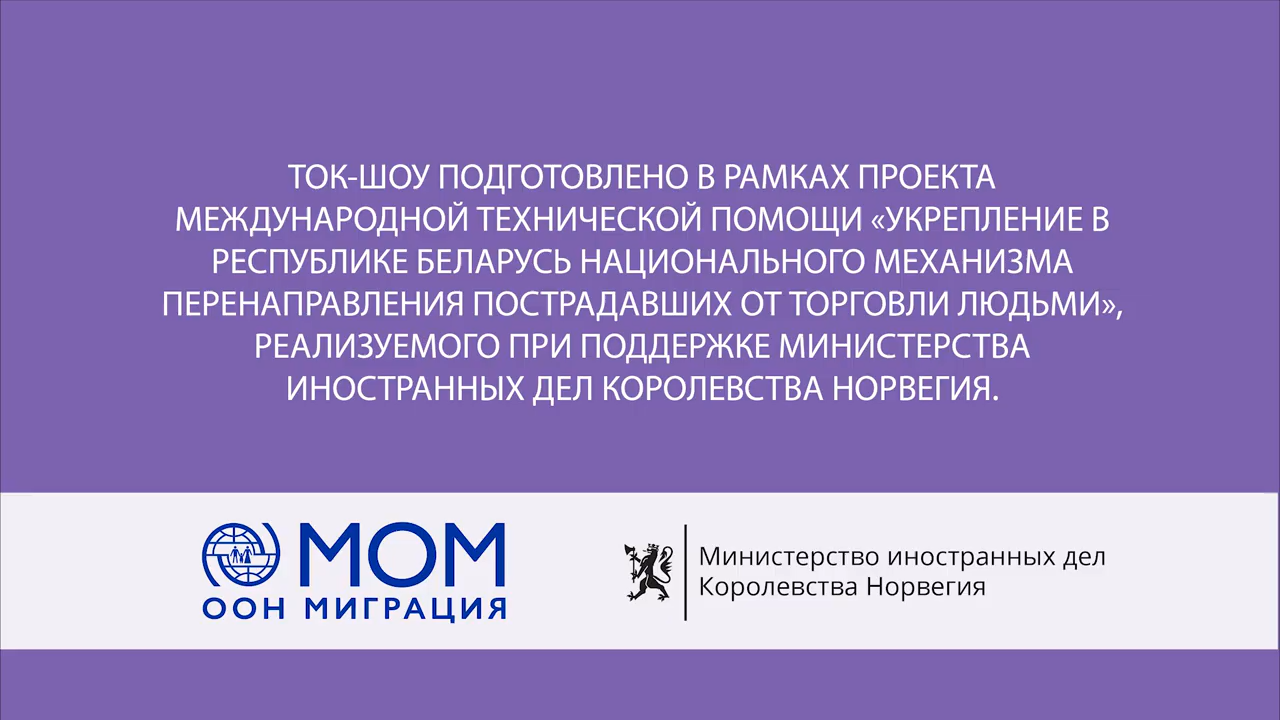 ТОК-ШОУ ПОДГОТОВЛЕНО В РАМКАХ ПРОЕКТА
МЕЖДУНАРОДНОЙ ТЕХНИЧЕСКОЙ ПОМОЩИ «УКРЕПЛЕНИЕ В
РЕСПУБЛИКЕ БЕЛАРУСЬ НАЦИОНАЛЬНОГО МЕХАНИЗМА
ПЕРЕНАПРАВЛЕНИЯ ПОСТРАДАВШИХ ОТ ТОРГОВЛИ ЛЮДЬМИ»,
РЕАЛИЗУЕМОГО ПРИ ПОДДЕРЖКЕ МИНИСТЕРСТВА
ИНОСТРАННЫХ ДЕЛ КОРОЛЕВСТВА НОРВЕГИЯ.
МОМ
ООН МИГРАЦИЯ
Министерство иностранных дел
Королевства Норвегия